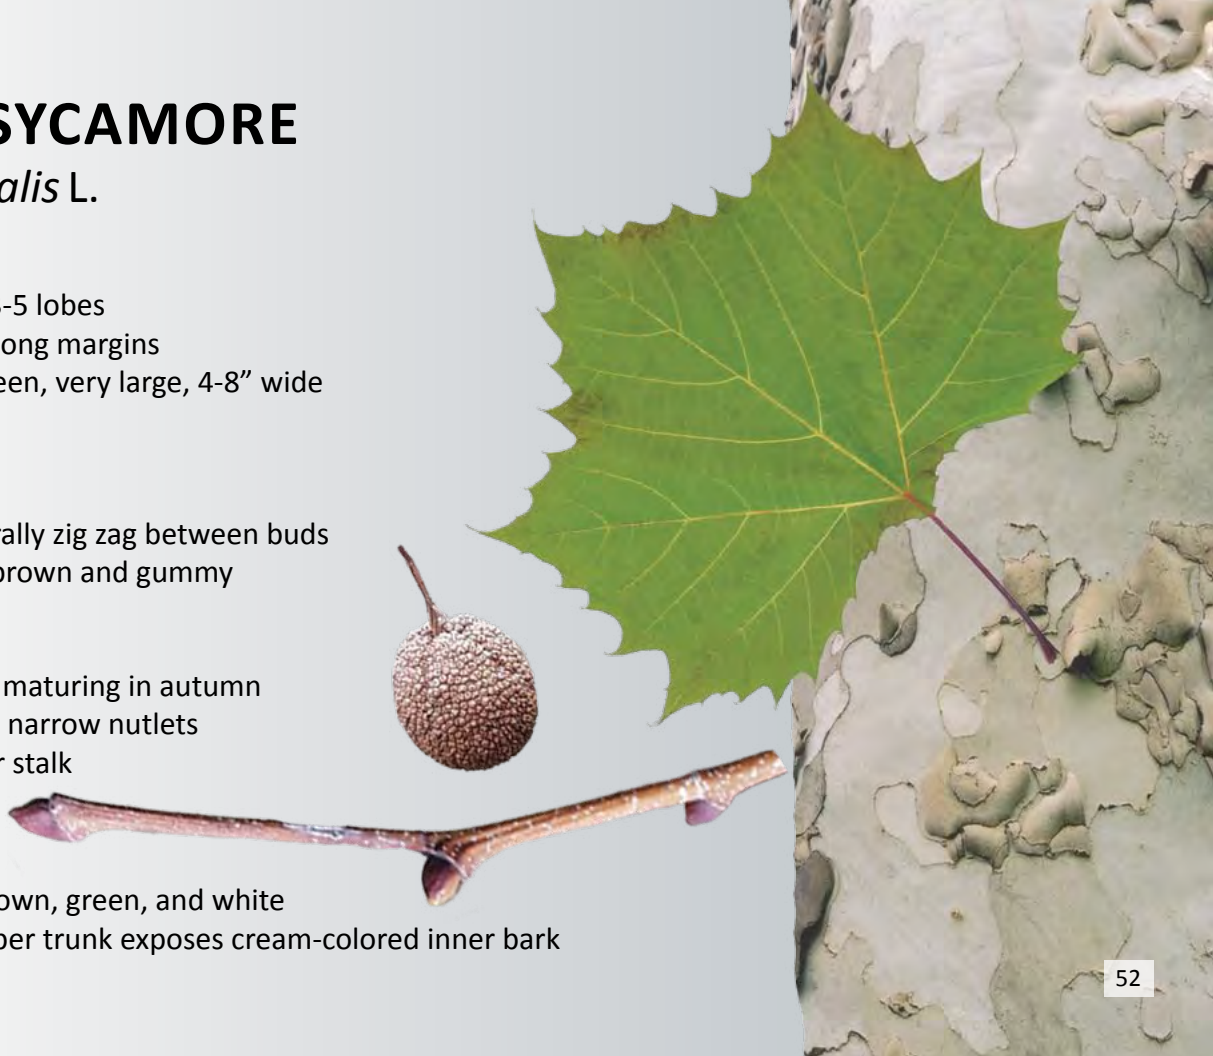 SYCAMORE
alis L.
-5 lobes
ong margins
een, very large, 4-8” wide
ally zig zag between buds
brown and gummy
maturing in autumn
narrow nutlets
r stalk
own, green, and white
per trunk exposes cream-colored inner bark
52